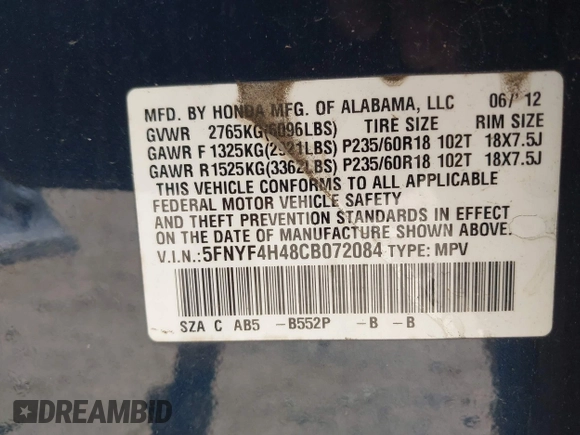 MFD. BY HONDA MFG. OF ALABAMA, LLC 06/'12
GVWR 2765KG(6096LBS) TIRE SIZE RIM SIZE
GAWR F 1325KG(2921LBS) P235/60R18 102T 18X7.5J
GAWR R1525KG(3362LBS) P235/60R18 102T 18X7.5J
THIS VEHICLE CONFORMS TO ALL APPLICABLE
FEDERAL MOTOR VEHICLE SAFETY
AND THEFT PREVENTION STANDARDS IN EFFECT
ON THE DATE OF MANUFACTURE SHOWN ABOVE.
V.I.N.:5FNYF4H48CB072084 TYPE: MPV
SZA C AB5 -B552P -B -B
DREAMBID